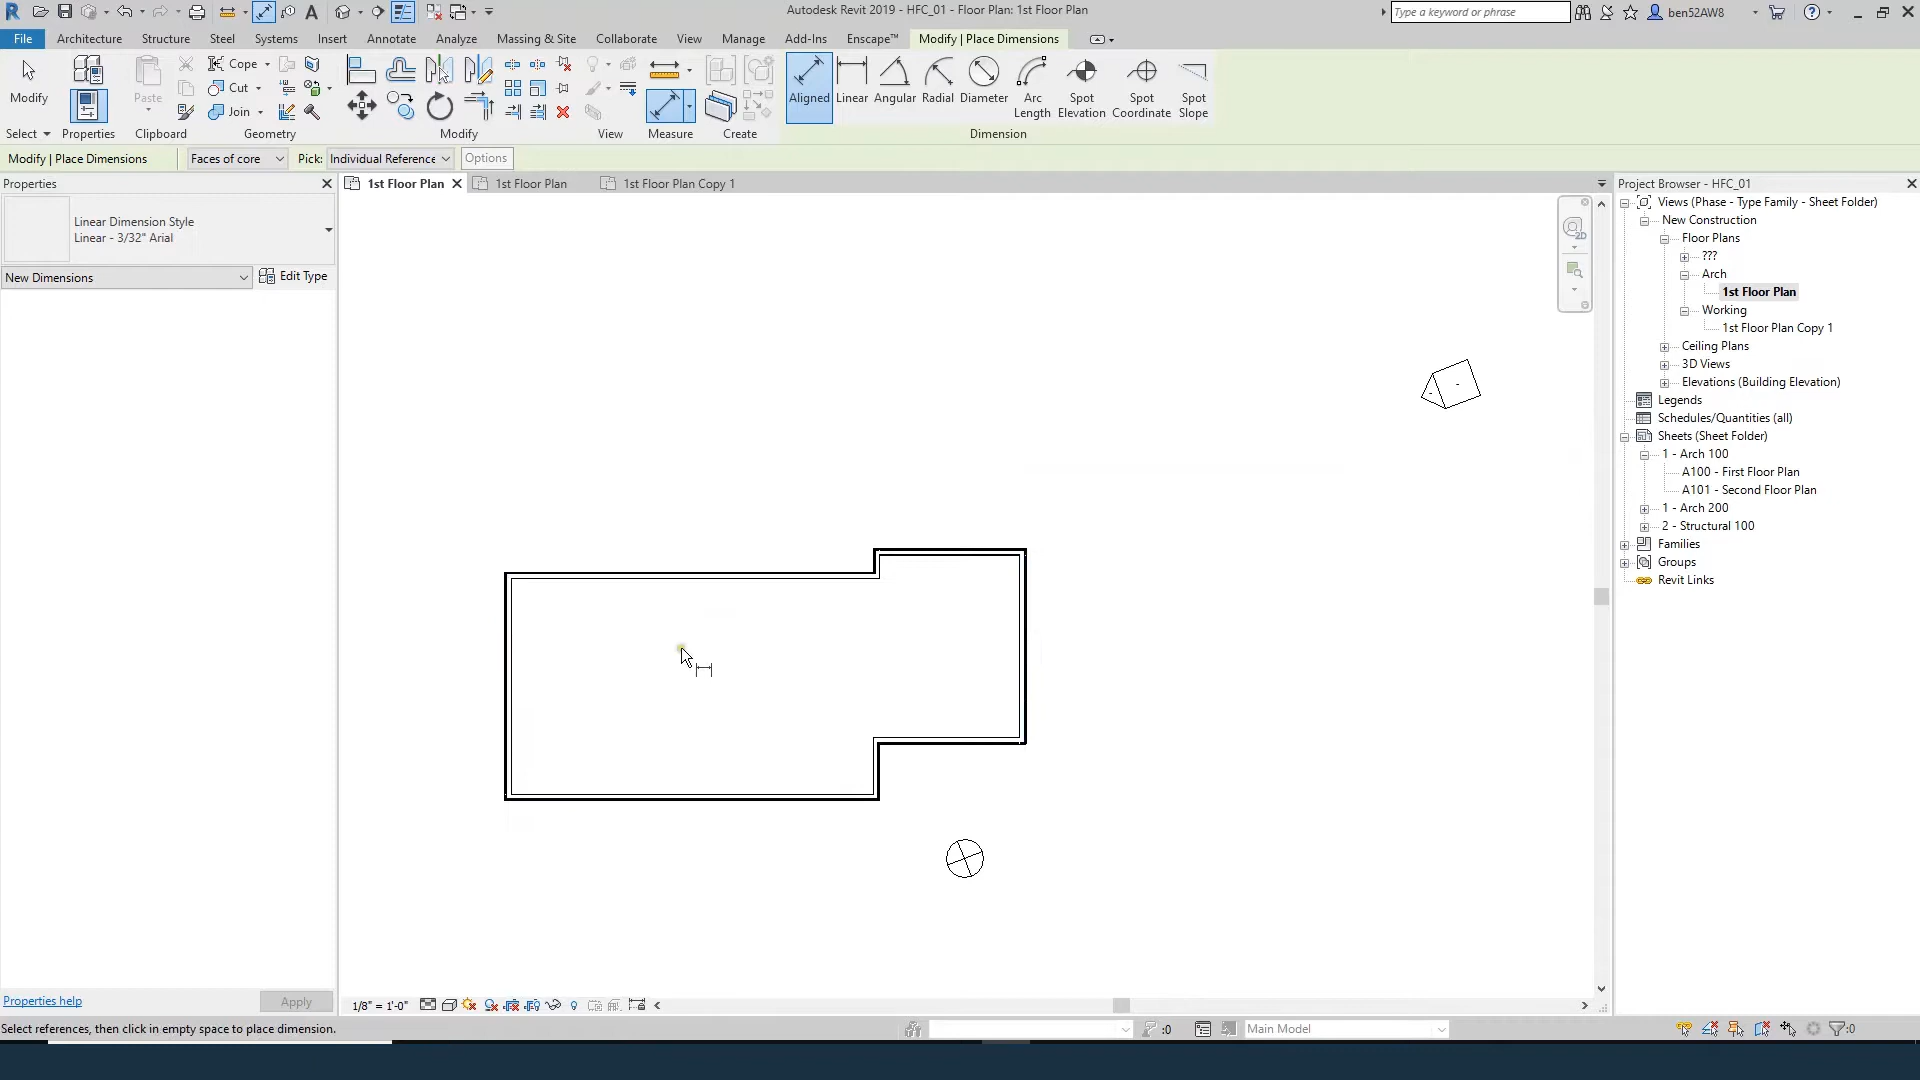 Autodesk Revit 2019 - HFC_01 - Floor Plan: 1st Floor Plan
Type a keyword or phrase
ben52AW8
File Architecture Structure Steel Systems Insert Annotate Analyze Massing & Site Collaborate View Manage Add-Ins Enscape™ Modify | Place Dimensions
Modify
Paste
Cope
Cut
Join
Aligned Linear Angular Radial Diameter Arc Length Spot Elevation Spot Coordinate Spot Slope
Select Properties Clipboard Geometry Modify View Measure Create Dimension
Modify | Place Dimensions Faces of core Pick: Individual Reference Options
Properties
Linear Dimension Style
Linear - 3/32" Arial
New Dimensions Edit Type
1st Floor Plan 1st Floor Plan 1st Floor Plan Copy 1
2D
Project Browser - HFC_01
Views (Phase - Type Family - Sheet Folder)
New Construction
Floor Plans
???
Arch
1st Floor Plan
Working
1st Floor Plan Copy 1
Ceiling Plans
3D Views
Elevations (Building Elevation)
Legends
Schedules/Quantities (all)
Sheets (Sheet Folder)
1 - Arch 100
A100 - First Floor Plan
A101 - Second Floor Plan
1 - Arch 200
2 - Structural 100
Families
Groups
Revit Links
Properties help Apply
1/8" = 1'-0"
Select references, then click in empty space to place dimension.
:0
Main Model
:0